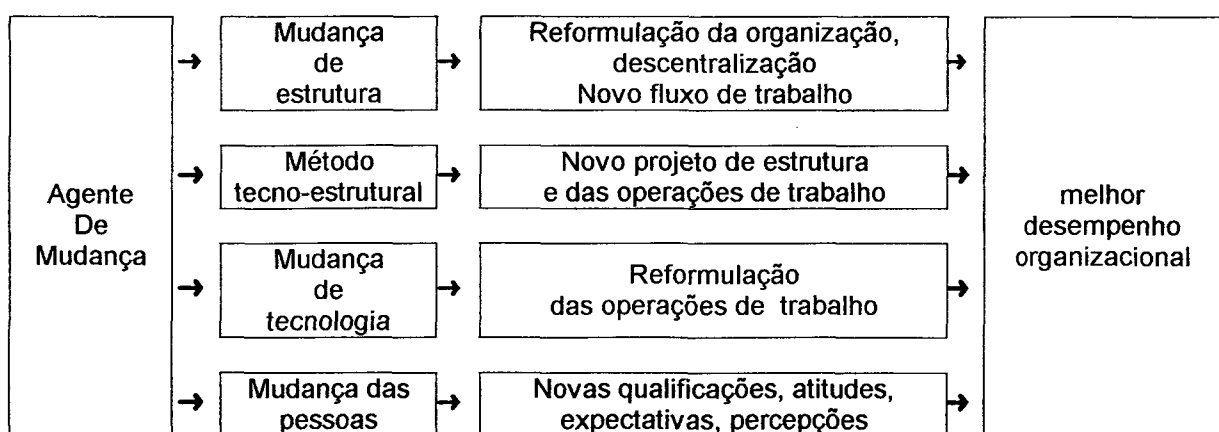 Agente
De
Mudança
Mudança
de
estrutura
Reformulação da organização,
descentralização
Novo fluxo de trabalho
Método
tecno-estrutural
Novo projeto de estrutura
e das operações de trabalho
Mudança
de
tecnologia
Reformulação
das operações de trabalho
Mudança das
pessoas
Novas qualificações, atitudes,
expectativas, percepções
melhor
desempenho
organizacional